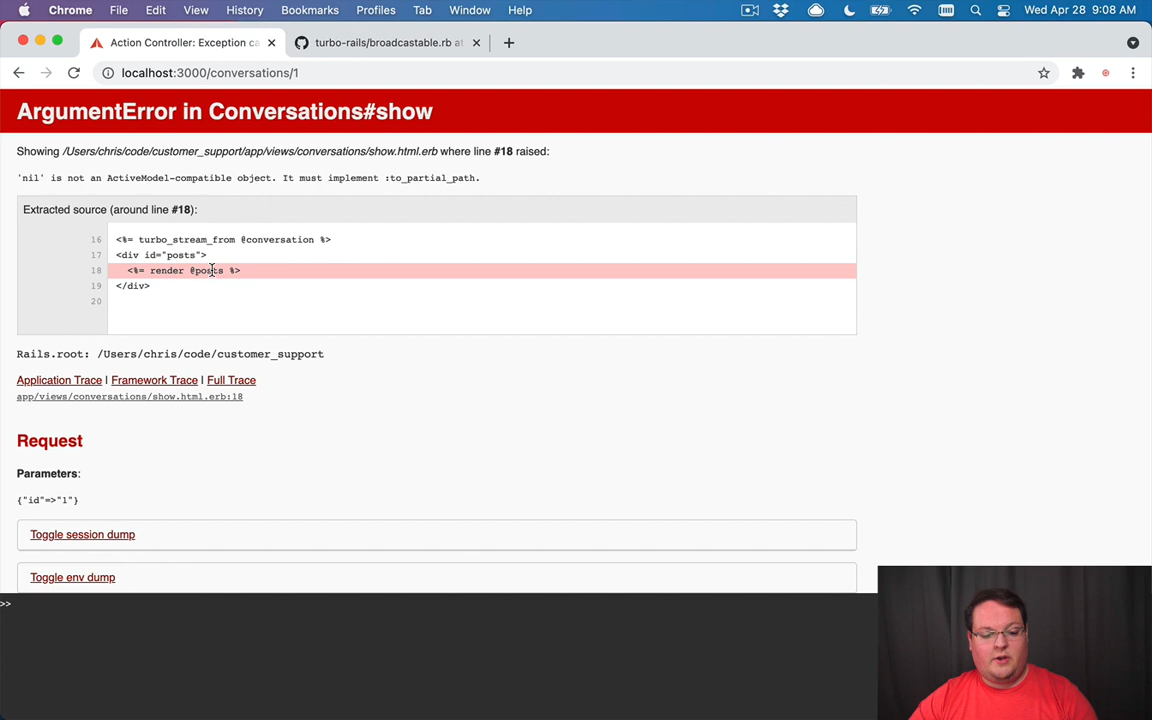 Chrome File Edit View History Bookmarks Profiles Tab Window Help Wed Apr 28 9:08 AM
Action Controller: Exception ca turbo-rails/broadcastable.rb at
localhost:3000/conversations/1
ArgumentError in Conversations#show
Showing /Users/chris/code/customer_support/app/views/conversations/show.html.erb where line #18 raised:
'nil' is not an ActiveModel-compatible object. It must implement :to_partial_path.
Extracted source (around line #18):
16 <%= turbo_stream_from @conversation %>
17 <div id="posts">
18 <%= render @posts %>
19 </div>
20
Rails.root: /Users/chris/code/customer_support
Application Trace | Framework Trace | Full Trace
app/views/conversations/show.html.erb:18
Request
Parameters:
{"id"=>"1"}
Toggle session dump
Toggle env dump
>>